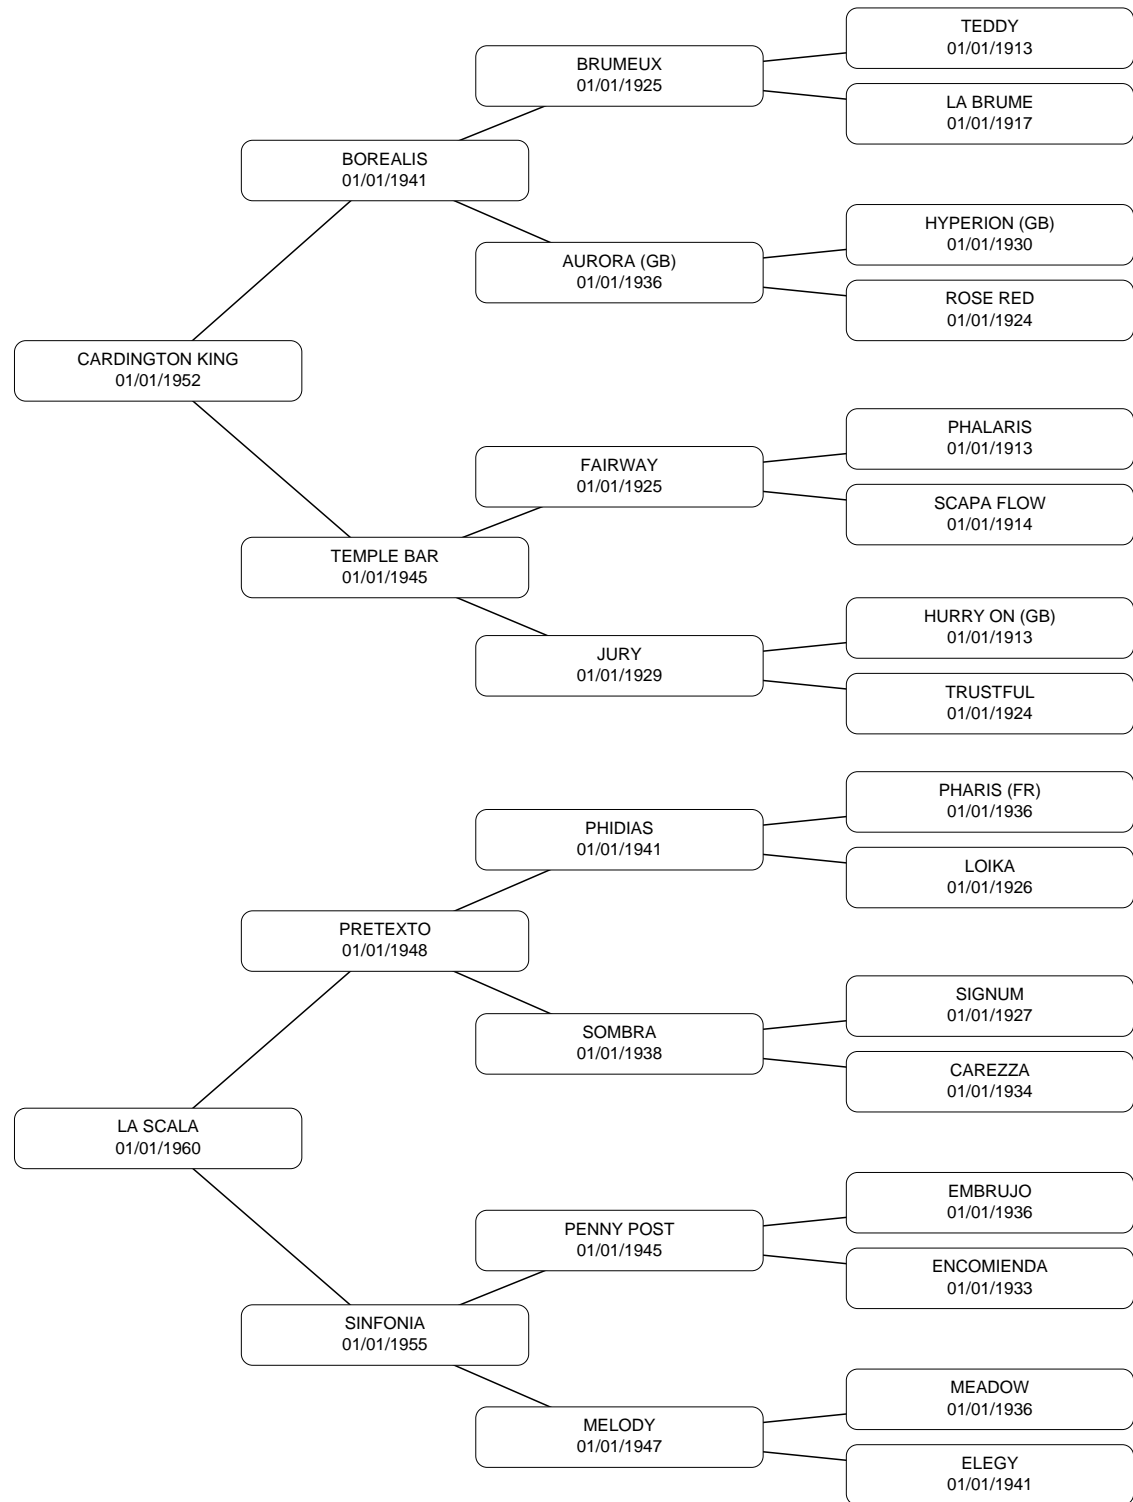 TEDDY
01/01/1913
BRUMEUX
01/01/1925
LA BRUME
01/01/1917
BOREALIS
01/01/1941
HYPERION (GB)
01/01/1930
AURORA (GB)
01/01/1936
ROSE RED
01/01/1924
CARDINGTON KING
01/01/1952
PHALARIS
01/01/1913
FAIRWAY
01/01/1925
SCAPA FLOW
01/01/1914
TEMPLE BAR
01/01/1945
HURRY ON (GB)
01/01/1913
JURY
01/01/1929
TRUSTFUL
01/01/1924
PHARIS (FR)
01/01/1936
PHIDIAS
01/01/1941
LOIKA
01/01/1926
PRETEXTO
01/01/1948
SIGNUM
01/01/1927
SOMBRA
01/01/1938
CAREZZA
01/01/1934
LA SCALA
01/01/1960
EMBRUJO
01/01/1936
PENNY POST
01/01/1945
ENCOMIENDA
01/01/1933
SINFONIA
01/01/1955
MEADOW
01/01/1936
MELODY
01/01/1947
ELEGY
01/01/1941